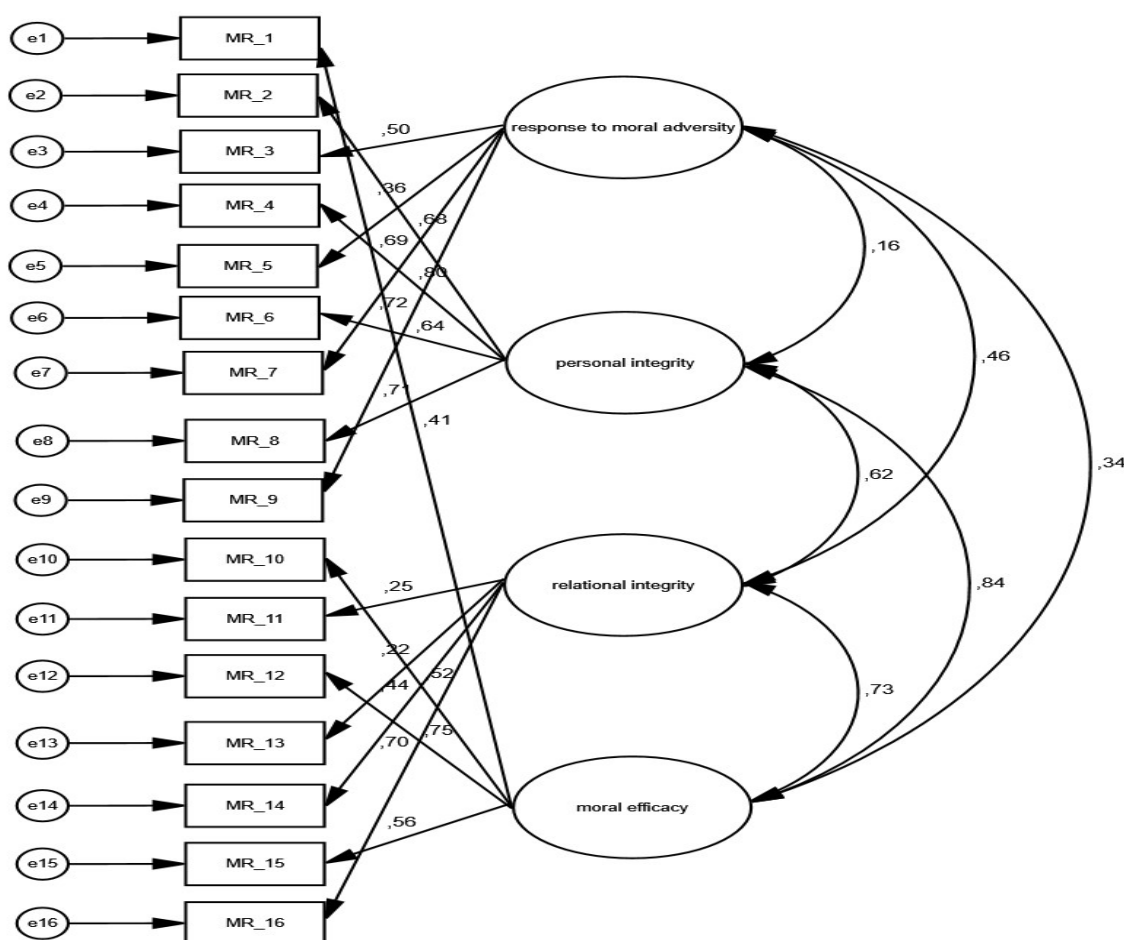 e1
MR_1
e2
MR_2
e3
MR_3
,50
response to moral adversity
e4
MR_4
,36
,68
e5
MR_5
,69
,80
,16
e6
MR_6
,72
,64
,46
e7
MR_7
personal integrity
e8
MR_8
,71
,41
,34
e9
MR_9
,62
e10
MR_10
,25
relational integrity
,84
e11
MR_11
e12
MR_12
,22
,52
,44
,73
e13
MR_13
,70
,75
e14
MR_14
,56
moral efficacy
e15
MR_15
e16
MR_16